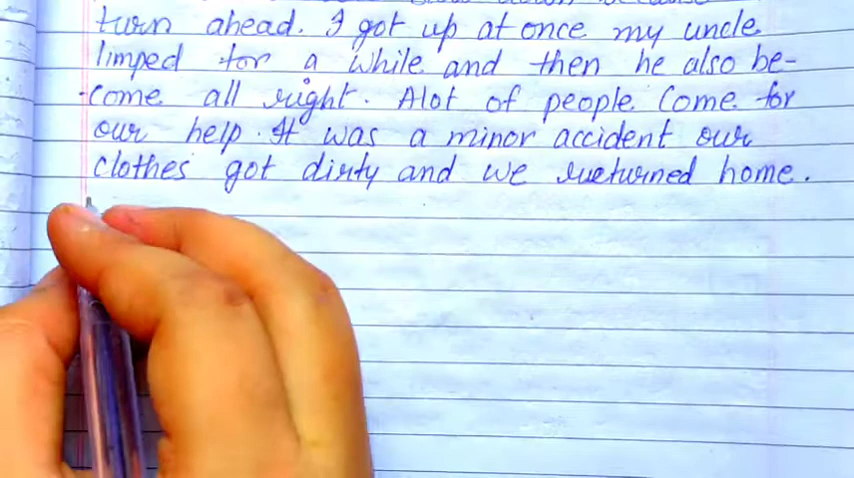 turn ahead. I got up at once my uncle
limped for a while and then he also be-
-come all right. Alot of people come for
our help. It was a minor accident our
clothes got dirty and we returned home.